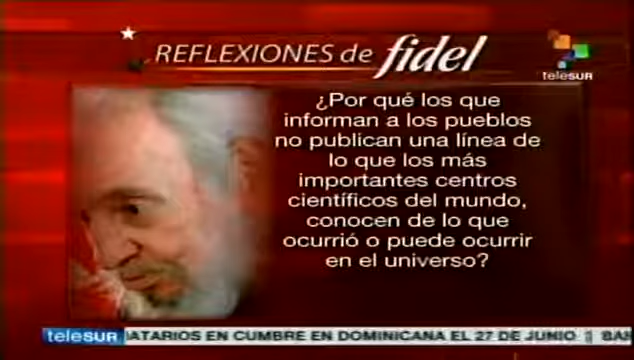 REFLEXIONES de fidel
teleSUR
¿Por qué los que
informan a los pueblos
no publican una línea de
lo que los más
importantes centros
científicos del mundo,
conocen de lo que
ocurrió o puede ocurrir
en el universo?
teleSUR IATARIOS EN CUMBRE EN DOMINICANA EL 27 DE JUNIO | BAH